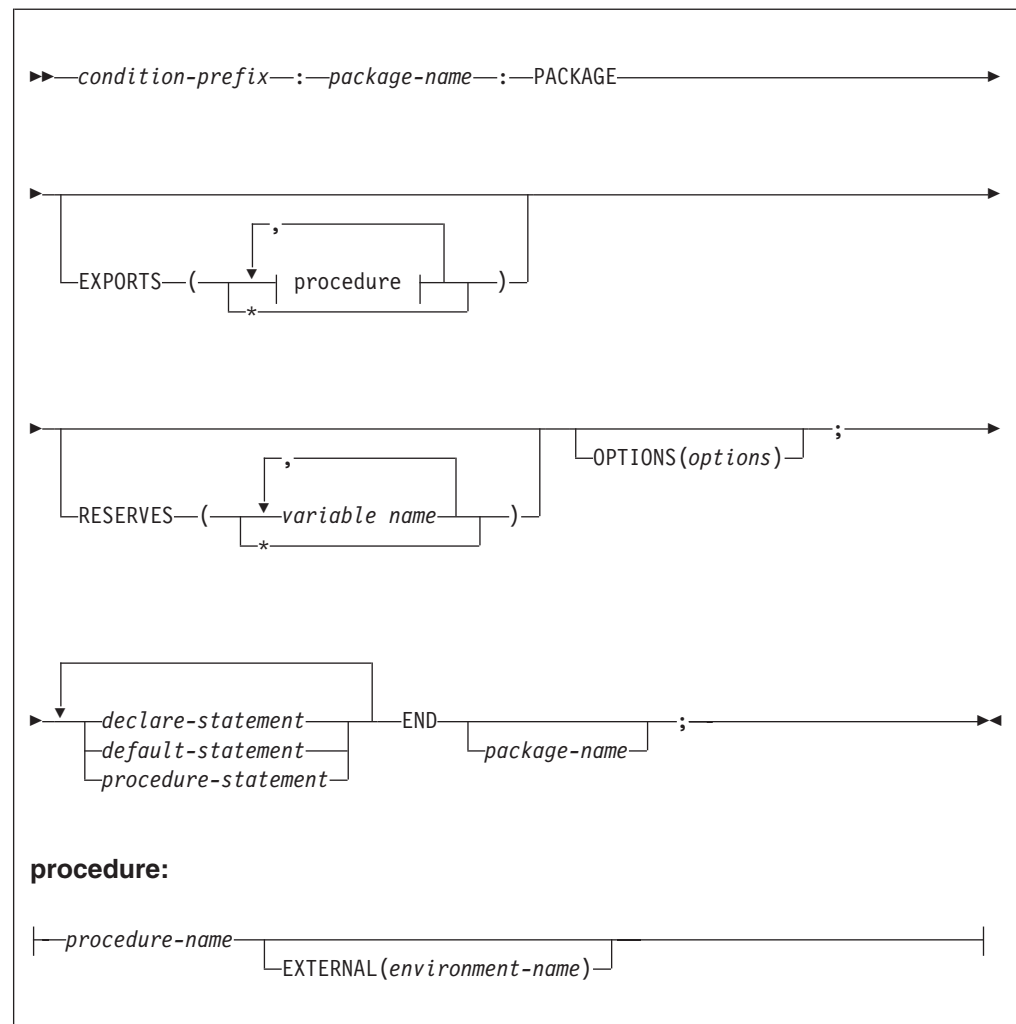 condition-prefix : package-name : PACKAGE
,
EXPORTS ( procedure )
*
,
RESERVES ( variable name )
*
OPTIONS(options) ;
declare-statement END ;
default-statement package-name
procedure-statement
procedure:
procedure-name
EXTERNAL(environment-name)